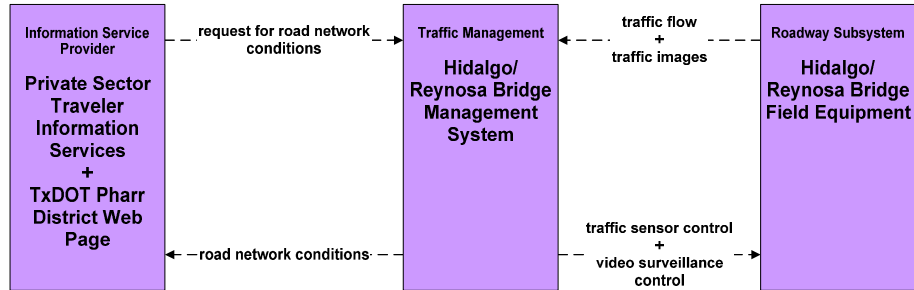 Information Service
Provider
Private Sector
Traveler
Information
Services
+
TxDOT Pharr
District Web
Page
request for road network
conditions
road network conditions
Traffic Management
Hidalgo/
Reynosa Bridge
Management
System
traffic flow
+
traffic images
traffic sensor control
+
video surveillance
control
Roadway Subsystem
Hidalgo/
Reynosa Bridge
Field Equipment